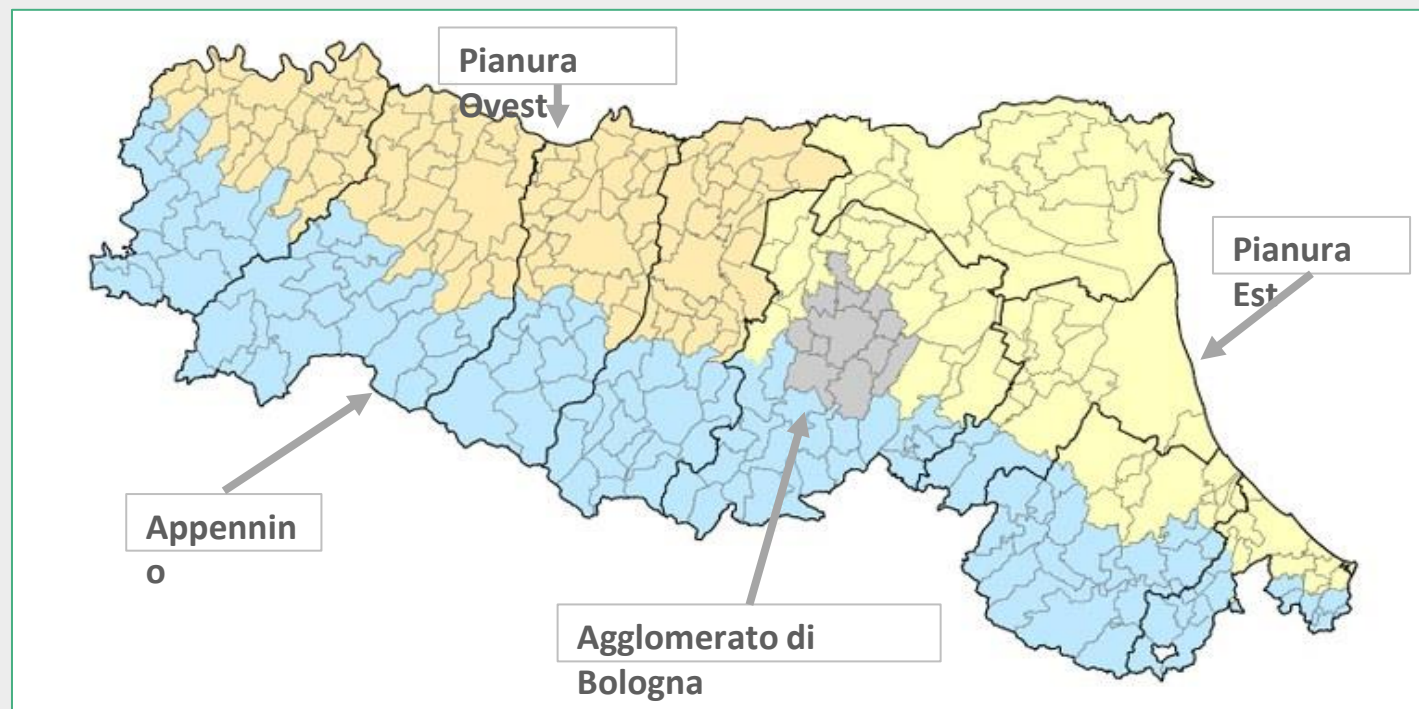 Pianura
Ovest
Pianura
Est
Appennin
o
Agglomerato di
Bologna